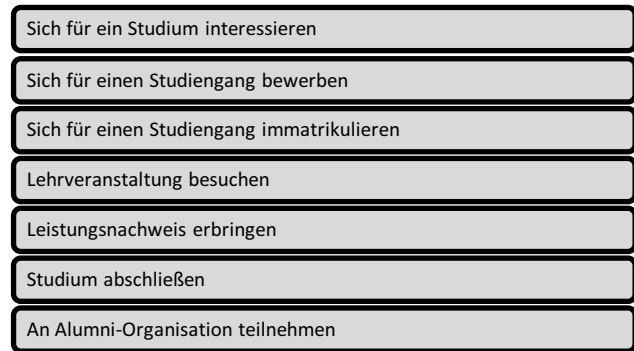 Sich für ein Studium interessieren
Sich für einen Studiengang bewerben
Sich für einen Studiengang immatrikulieren
Lehrveranstaltung besuchen
Leistungsnachweis erbringen
Studium abschließen
An Alumni-Organisation teilnehmen